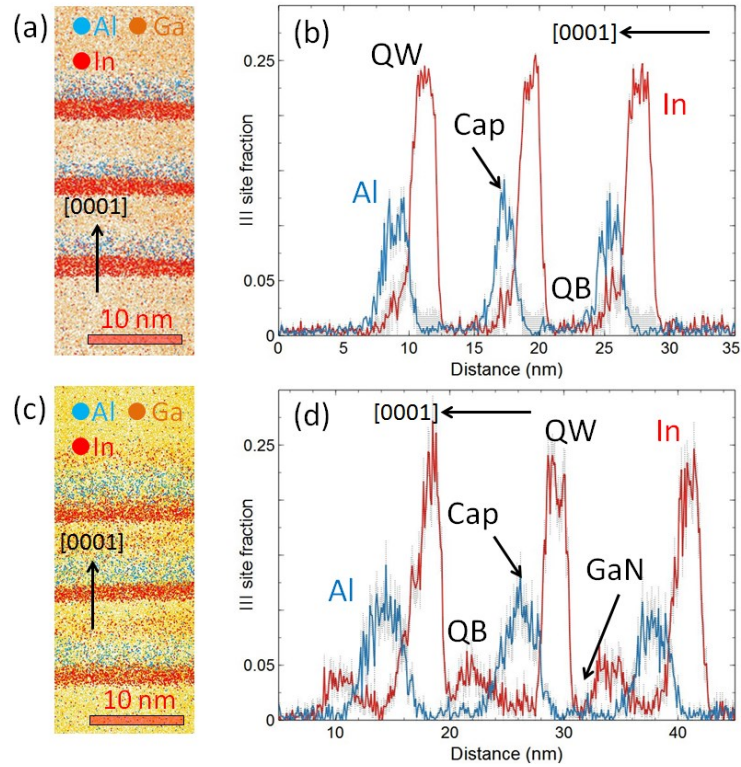 (a)
Al
Ga
In
[0001]
10 nm
(b)
[0001]
QW
Cap
In
Al
QB
III site fraction
0.25
0.05
0
0 5 10 15 20 25 30 35
Distance (nm)
(c)
Al
Ga
In
[0001]
10 nm
(d)
[0001]
QW
In
Cap
GaN
Al
QB
III site fraction
0.25
0.05
0
10 20 30 40
Distance (nm)